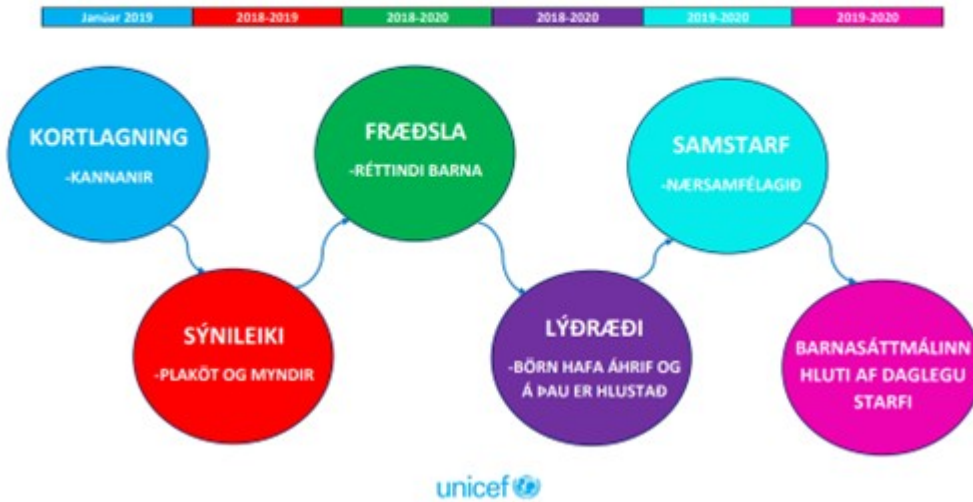 Janúar 2019
2018-2019
2018-2020
2018-2020
2019-2020
2019-2020
KORTLAGNING
-KANNANIR
SÝNILEIKI
-PLAKÖT OG MYNDIR
FRÆÐSLA
-RÉTTINDI BARNA
LÝÐRÆÐI
-BÖRN HAFA ÁHRIF OG
Á ÞAU ER HLUSTAÐ
SAMSTARF
-NÆRSAMFÉLAGIÐ
BARNASÁTTMÁLINN
HLUTI AF DAGLEGU
STARFI
unicef